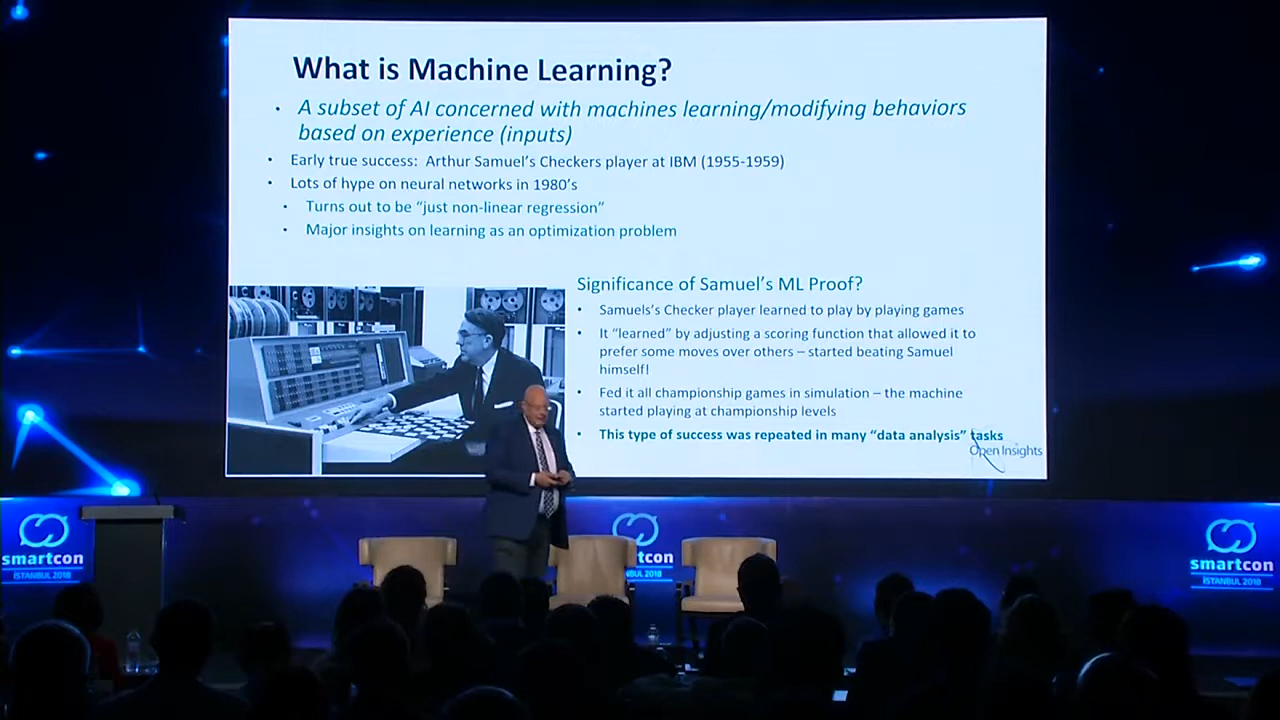 What is Machine Learning?
• A subset of AI concerned with machines learning/modifying behaviors
based on experience (inputs)
• Early true success: Arthur Samuel's Checkers player at IBM (1955-1959)
• Lots of hype on neural networks in 1980's
• Turns out to be "just non-linear regression"
• Major insights on learning as an optimization problem
Significance of Samuel's ML Proof?
• Samuels's Checker player learned to play by playing games
• It "learned" by adjusting a scoring function that allowed it to
prefer some moves over others – started beating Samuel
himself!
• Fed it all championship games in simulation – the machine
started playing at championship levels
• This type of success was repeated in many "data analysis" tasks
Open Insights
smartcon
İSTANBUL 2018
con
BUL 2018
smartcon
İSTANBUL 2018